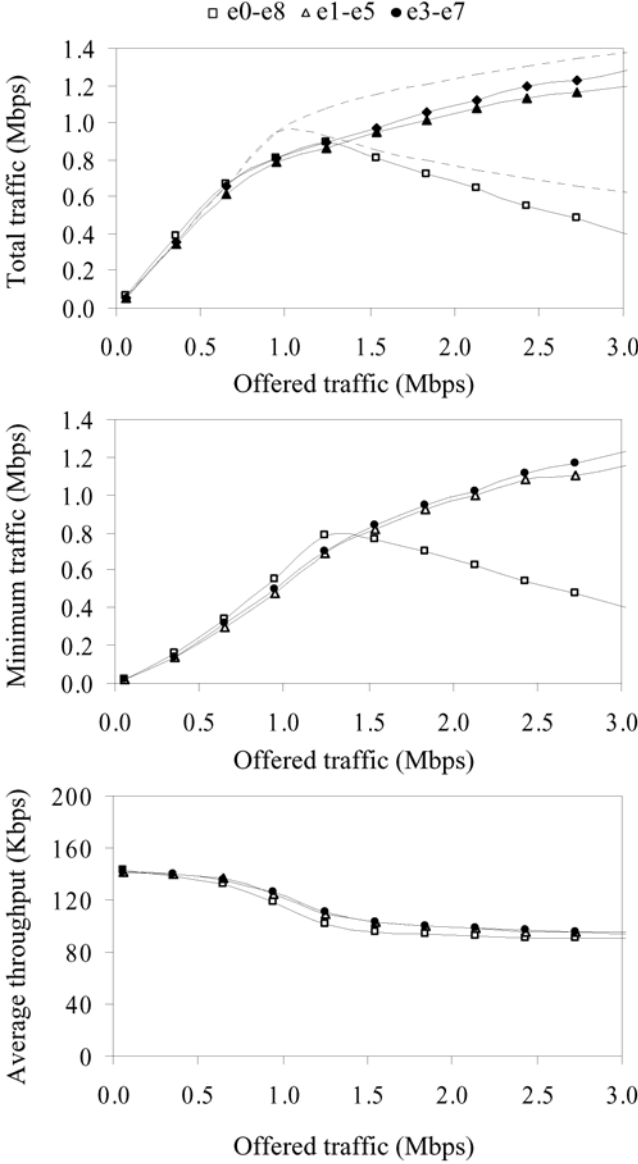 □ e0-e8 △ e1-e5 ● e3-e7
Total traffic (Mbps)
1.4
1.2
1.0
0.8
0.6
0.4
0.2
0.0
0.0 0.5 1.0 1.5 2.0 2.5 3.0
Offered traffic (Mbps)
Minimum traffic (Mbps)
1.4
1.2
1.0
0.8
0.6
0.4
0.2
0.0
0.0 0.5 1.0 1.5 2.0 2.5 3.0
Offered traffic (Mbps)
Average throughput (Kbps)
200
160
120
80
40
0
0.0 0.5 1.0 1.5 2.0 2.5 3.0
Offered traffic (Mbps)